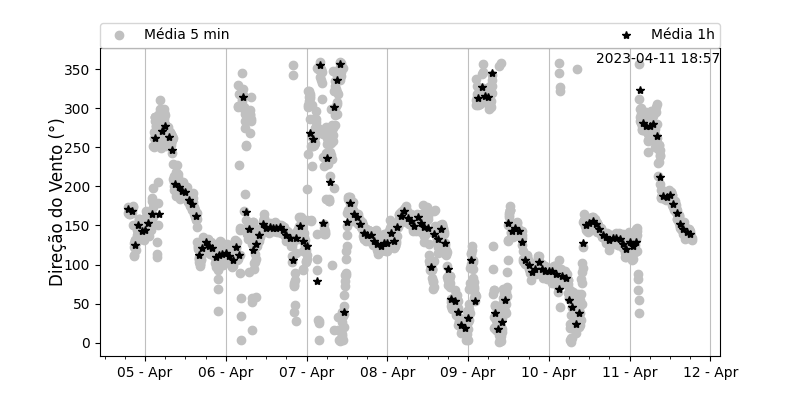 Média 5 min
Média 1h
2023-04-11 18:57
Direção do Vento (°)
350
300
250
200
150
100
50
0
05 - Apr
06 - Apr
07 - Apr
08 - Apr
09 - Apr
10 - Apr
11 - Apr
12 - Apr